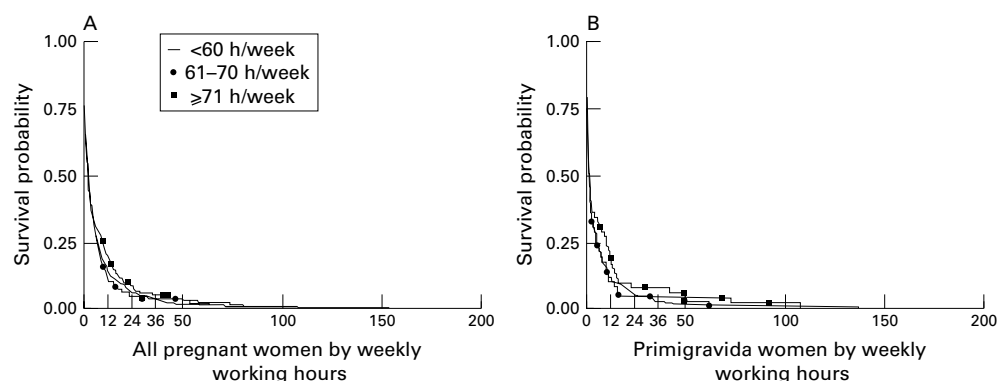 A
1.00
0.75
0.50
0.25
0.00
Survival probability
<60 h/week
61–70 h/week
⩾71 h/week
0 12 24 36 50 100 150 200
All pregnant women by weekly
working hours
B
1.00
0.75
0.50
0.25
0.00
Survival probability
0 12 24 36 50 100 150 200
Primigravida women by weekly
working hours